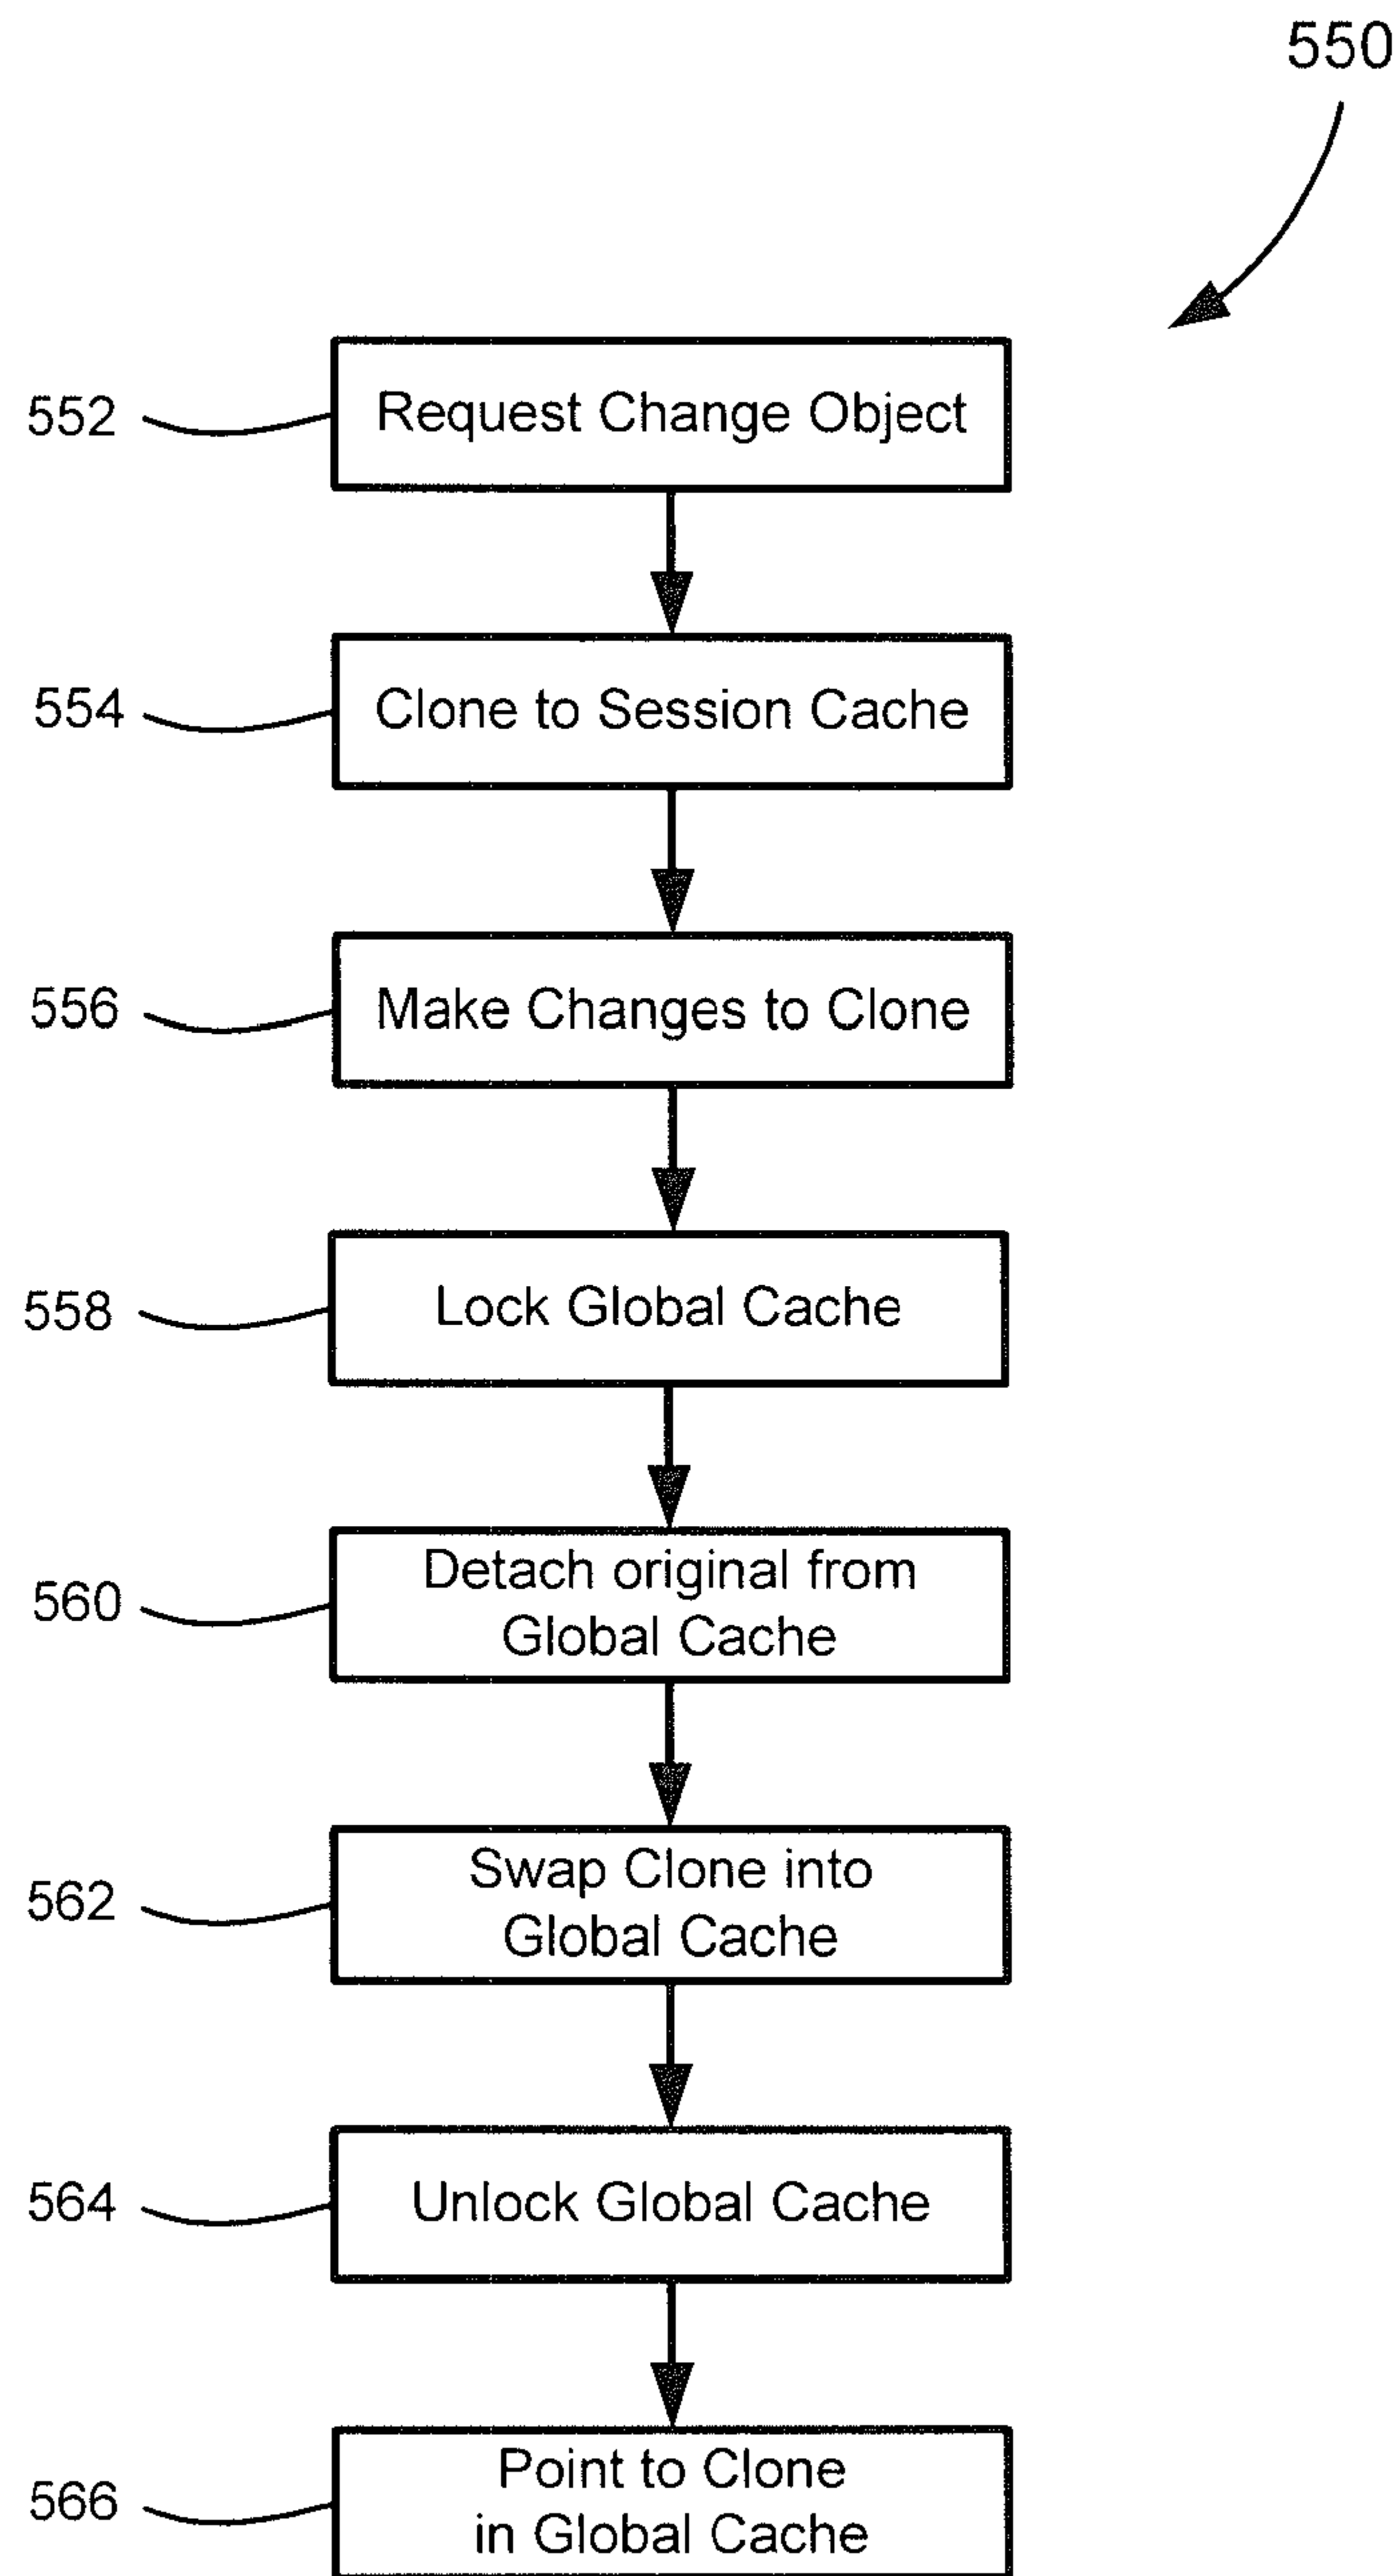 550
552
Request Change Object
554
Clone to Session Cache
556
Make Changes to Clone
558
Lock Global Cache
560
Detach original from
Global Cache
562
Swap Clone into
Global Cache
564
Unlock Global Cache
566
Point to Clone
in Global Cache